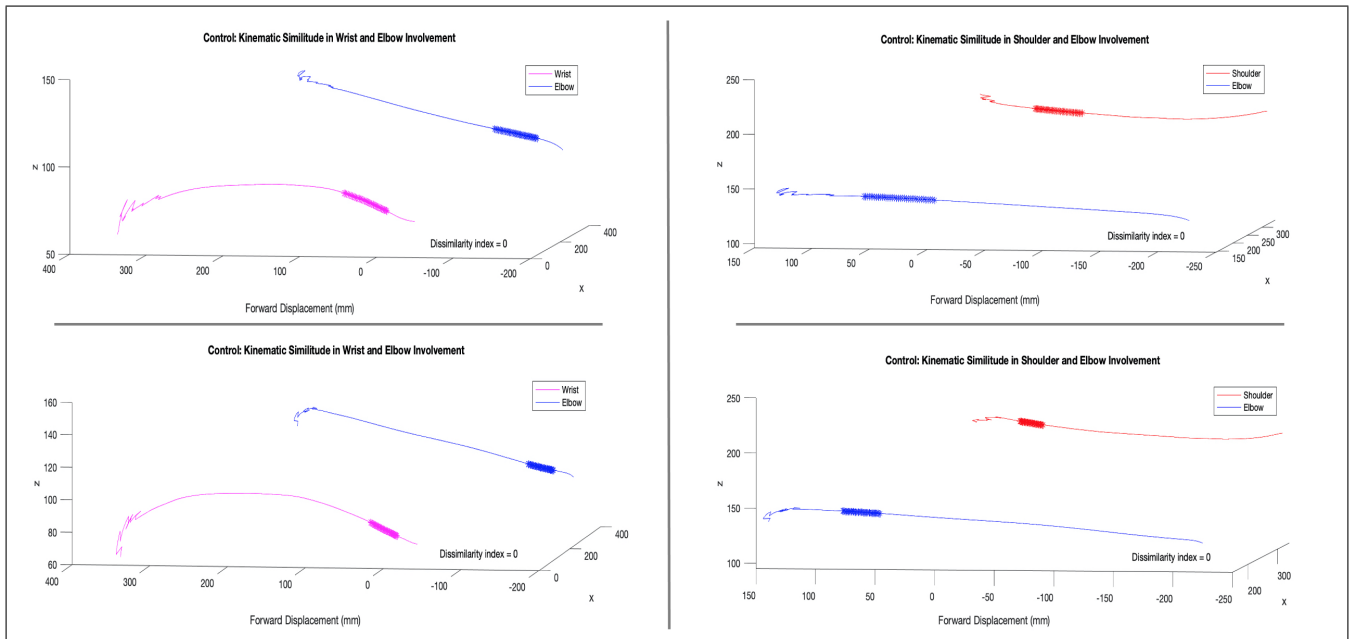 Control: Kinematic Similitude in Wrist and Elbow Involvement
Wrist
Elbow
150
100
50
z
400 300 200 100 0 -100 -200
0 200 400
X
Dissimilarity index = 0
Forward Displacement (mm)
Control: Kinematic Similitude in Shoulder and Elbow Involvement
Shoulder
Elbow
250
200
150
100
z
150 100 50 0 -50 -100 -150 -200 -250
150 200 250 300
X
Dissimilarity index = 0
Forward Displacement (mm)
Control: Kinematic Similitude in Wrist and Elbow Involvement
Wrist
Elbow
160
140
120
100
80
60
z
400 300 200 100 0 -100 -200
0 200 400
X
Dissimilarity index = 0
Forward Displacement (mm)
Control: Kinematic Similitude in Shoulder and Elbow Involvement
Shoulder
Elbow
250
200
150
100
z
150 100 50 0 -50 -100 -150 -200 -250
200 300
X
Dissimilarity index = 0
Forward Displacement (mm)